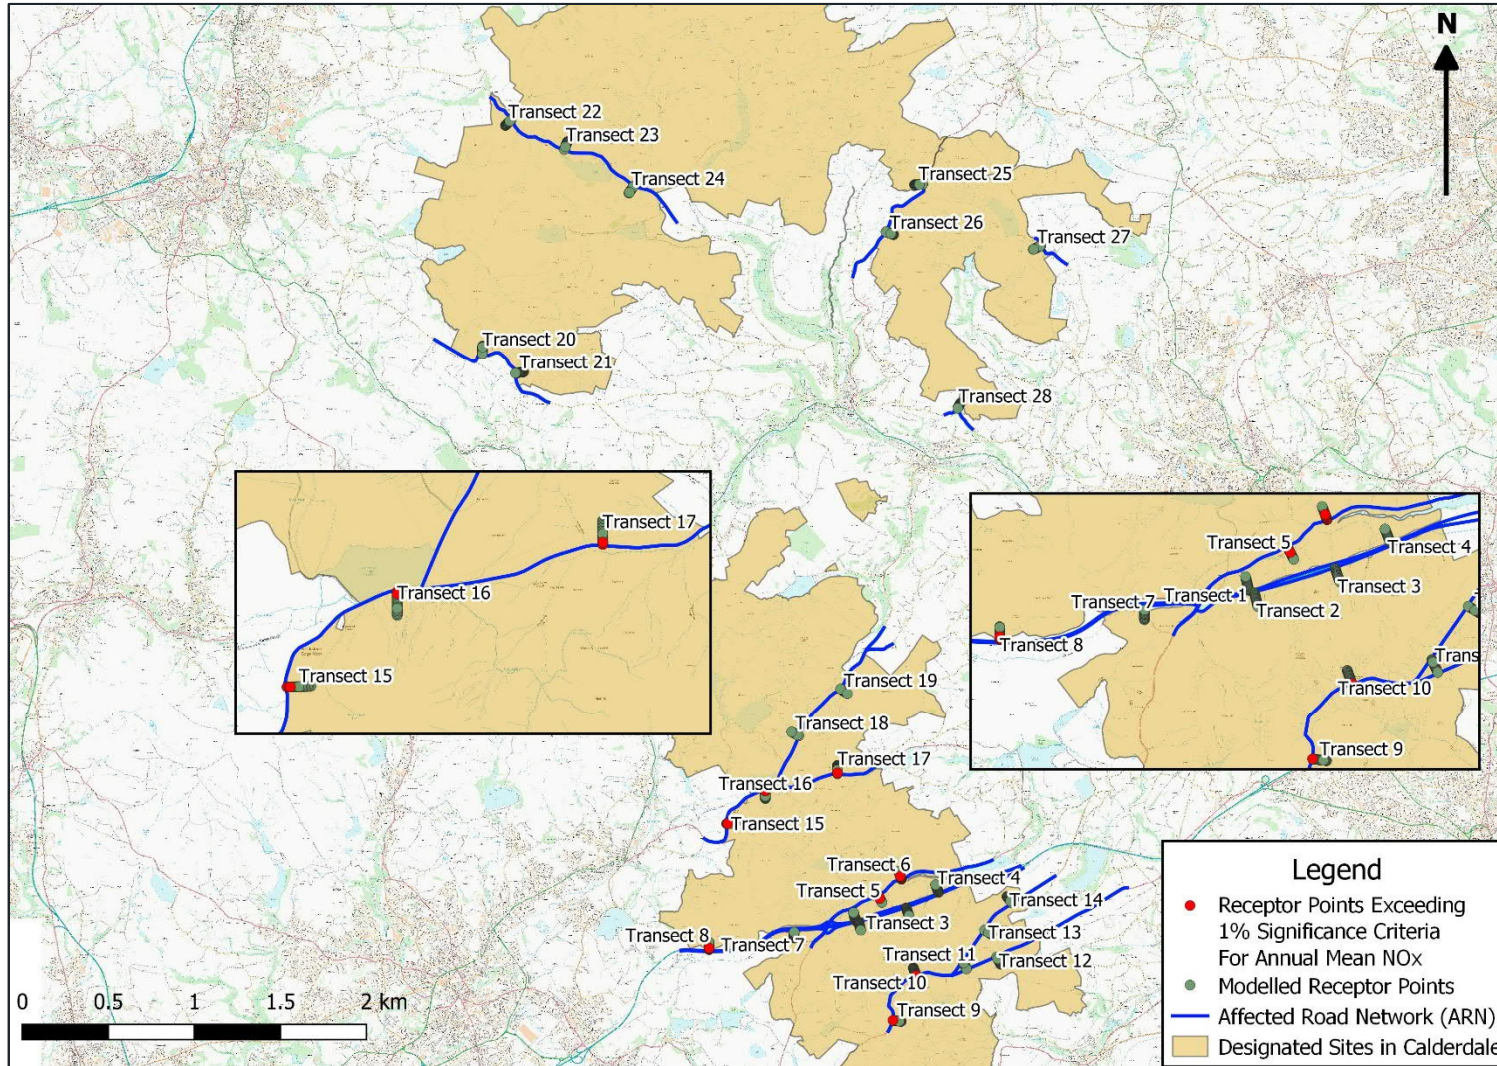 N
Transect 22
Transect 23
Transect 24
Transect 25
Transect 26
Transect 27
Transect 20
Transect 21
Transect 28
Transect 17
Transect 16
Transect 15
Transect 5
Transect 4
Transect 3
Transect 1
Transect 2
Transect 7
Transect 8
Trans
Transect 10
Transect 9
Transect 19
Transect 18
Transect 17
Transect 16
Transect 15
Transect 6
Transect 5
Transect 4
Transect 14
Transect 3
Transect 8
Transect 7
Transect 13
Transect 11
Transect 12
Transect 10
Transect 9
0 0.5 1 1.5 2 km
Legend
Receptor Points Exceeding
1% Significance Criteria
For Annual Mean NOx
Modelled Receptor Points
Affected Road Network (ARN)
Designated Sites in Calderdale